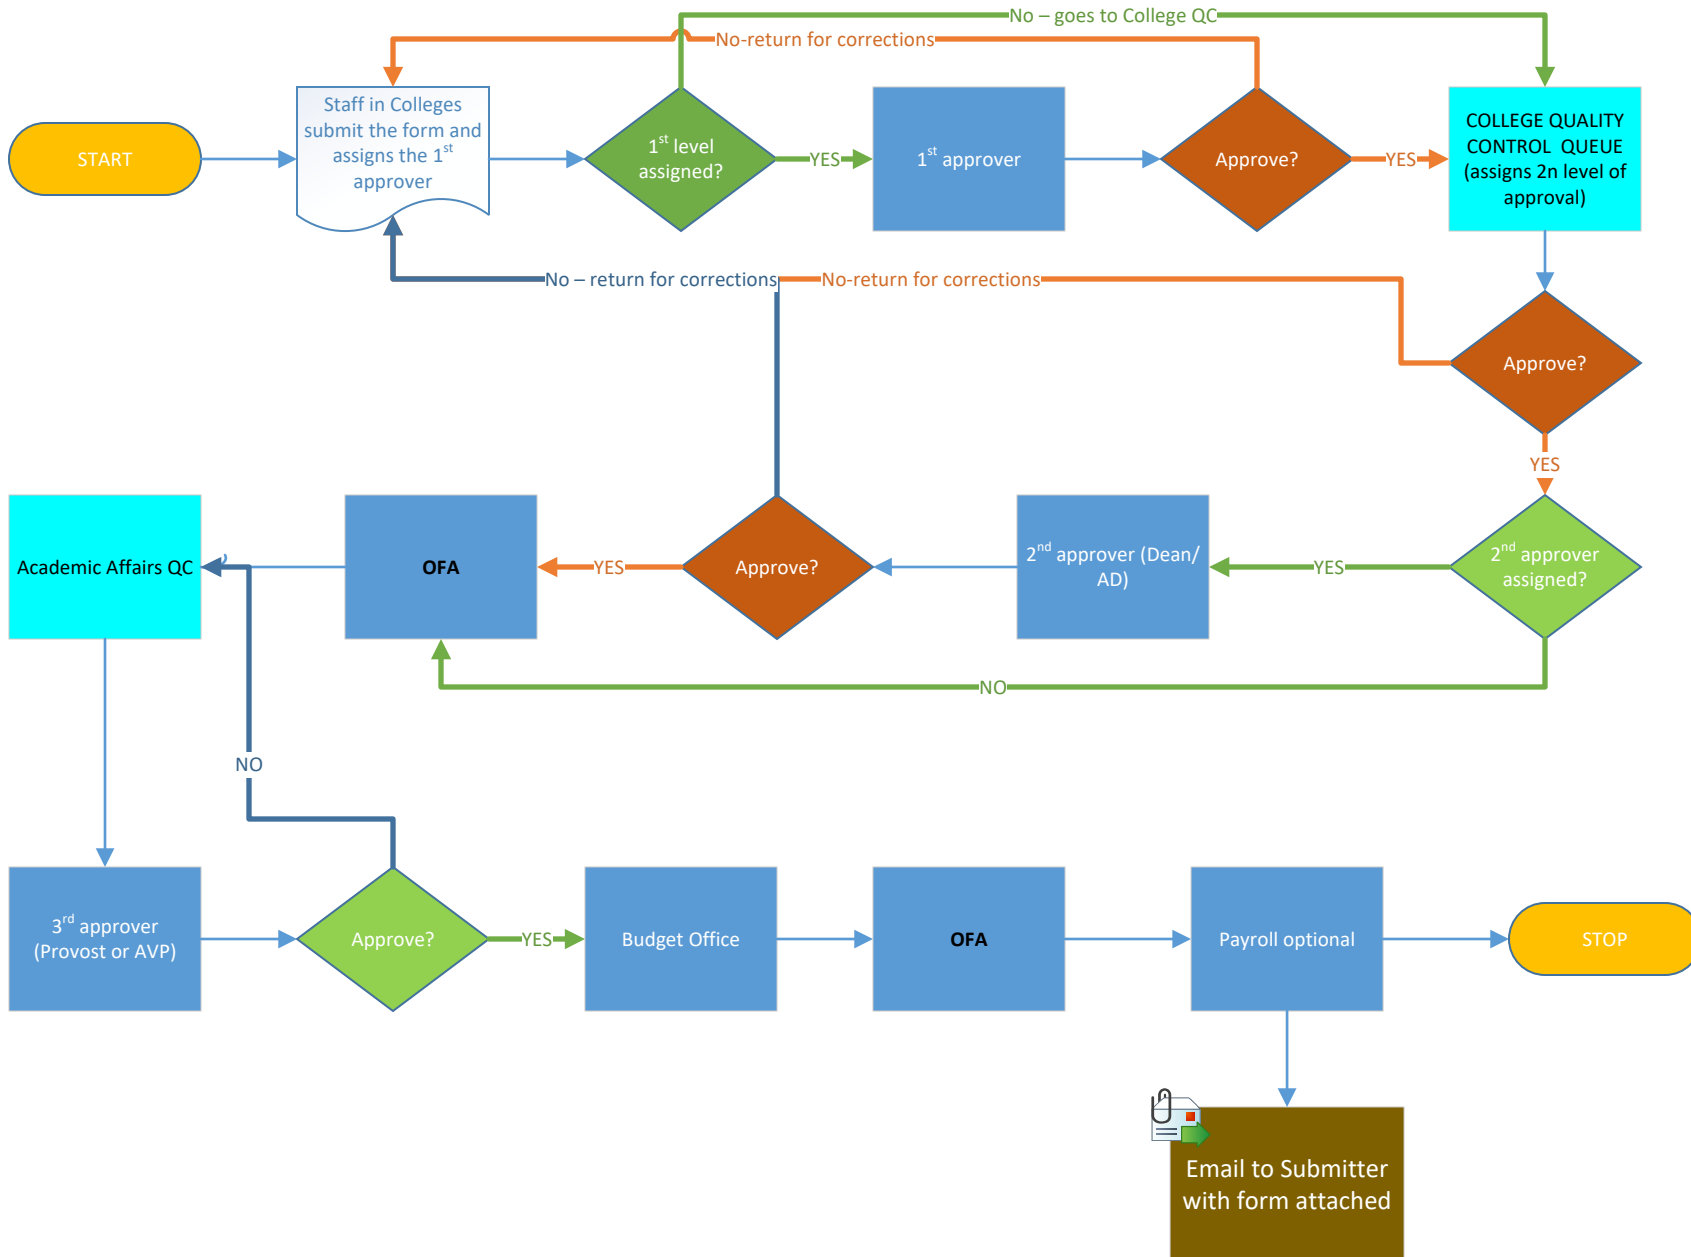 No – goes to College QC
No-return for corrections
START
Staff in Colleges
submit the form and
assigns the 1st
approver
1st level
assigned?
YES
1st approver
Approve?
YES
COLLEGE QUALITY
CONTROL QUEUE
(assigns 2n level of
approval)
No – return for corrections
No-return for corrections
Approve?
YES
Academic Affairs QC
OFA
YES
Approve?
2nd approver (Dean/
AD)
YES
2nd approver
assigned?
NO
NO
3rd approver
(Provost or AVP)
Approve?
YES
Budget Office
OFA
Payroll optional
STOP
Email to Submitter
with form attached